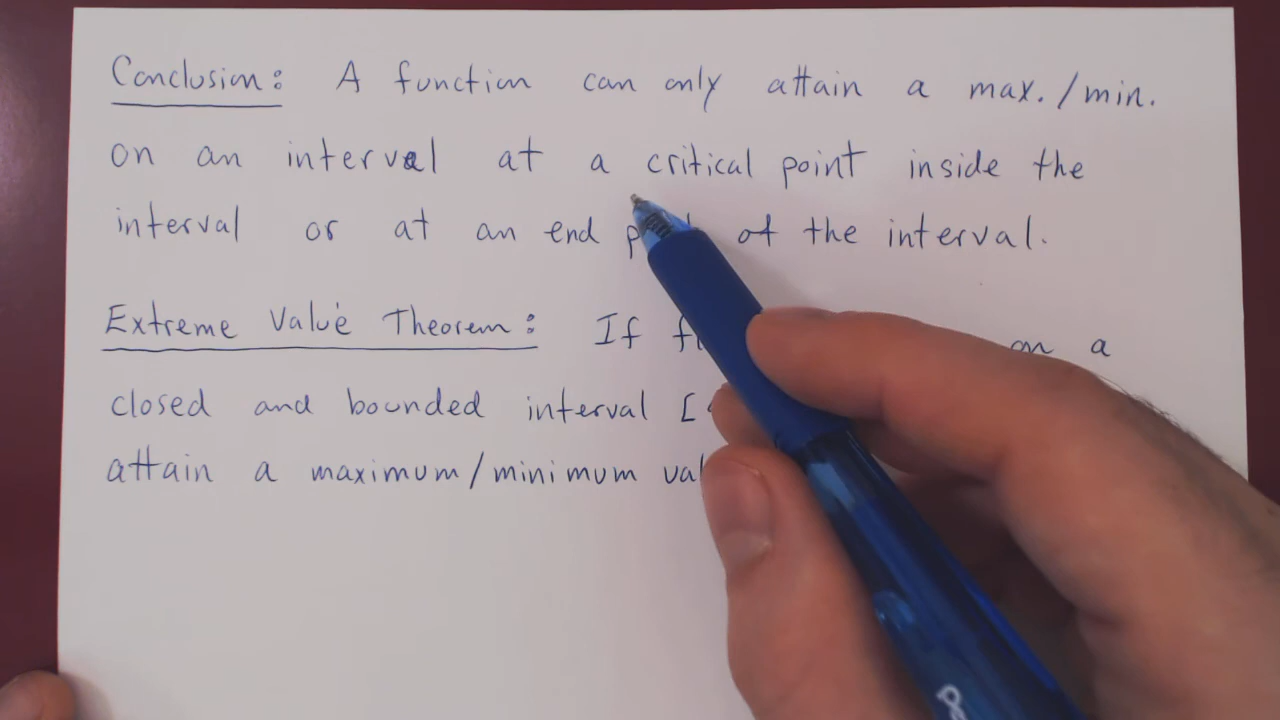 Conclusion: A function can only attain a max./min.
on an interval at a critical point inside the
interval or at an end of the interval.
Extreme Value Theorem: If on a
closed and bounded interval [
attain a maximum/minimum